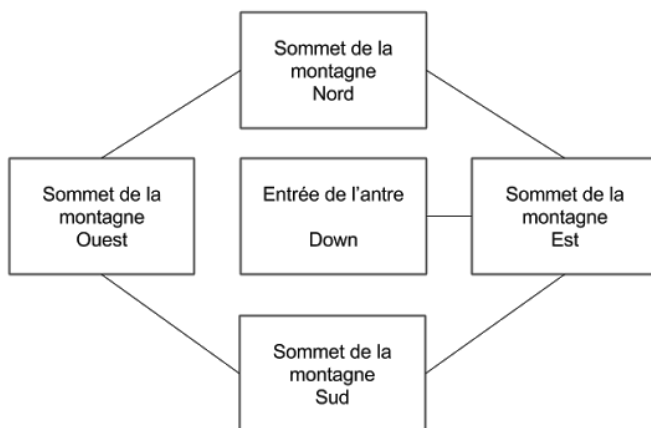 Sommet de la
montagne
Nord
Sommet de la
montagne
Ouest
Entrée de l'antre
Down
Sommet de la
montagne
Est
Sommet de la
montagne
Sud